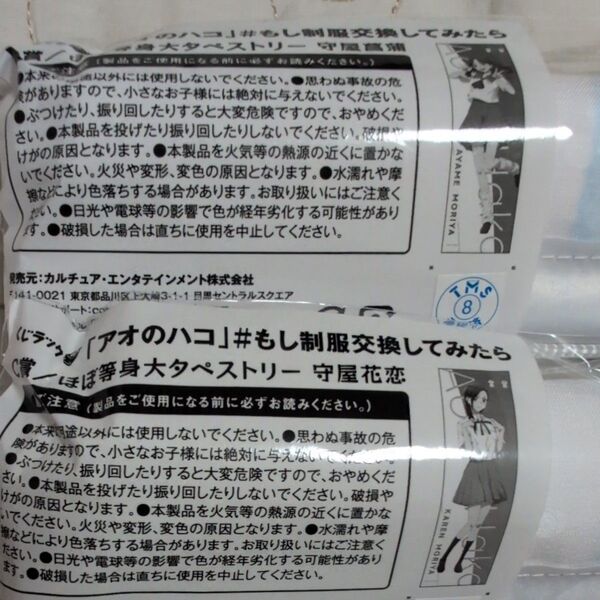 賞／ほぼ等身大タペストリー 守屋菖蒲
のハコ」#もし制服交換してみたら
(製品をご使用になる前に必ずお読みください。)
●本来の用途以外には使用しないでください。●思わぬ事故の危
険がありますので、小さなお子様には絶対に与えないでください。
●ぶつけたり、振り回したりすると大変危険ですので、おやめくだ
さい。●本製品を投げたり振り回したりしないでください。破損や
けがの原因となります。●本製品を火気等の熱源の近くに置かな
いでください。火災や変形、変色の原因となります。●水濡れや摩
擦などにより色落ちする場合があります。お取り扱いにはご注意く
ださい。●日光や電球等の影響で色が経年劣化する可能性があり
ます。●破損した場合は直ちに使用を中止してください。
AYAME MORIYA
発売元：カルチュア・エンタテインメント株式会社
〒141-0021 東京都品川区上大崎3-1-1 目黒セントラルスクエア
TMS
8
「アオのハコ」#もし制服交換してみたら
C賞／ほぼ等身大タペストリー 守屋花恋
ご注意 (製品をご使用になる前に必ずお読みください。)
●本来の用途以外には使用しないでください。●思わぬ事故の危
険がありますので、小さなお子様には絶対に与えないでください。
●ぶつけたり、振り回したりすると大変危険ですので、おやめくだ
さい。●本製品を投げたり振り回したりしないでください。破損や
けがの原因となります。●本製品を火気等の熱源の近くに置かな
いでください。火災や変形、変色の原因となります。●水濡れや摩
擦などにより色落ちする場合があります。お取り扱いにはご注意く
ださい。●日光や電球等の影響で色が経年劣化する可能性があり
ます。●破損した場合は直ちに使用を中止してください。
KAREN MORIYA